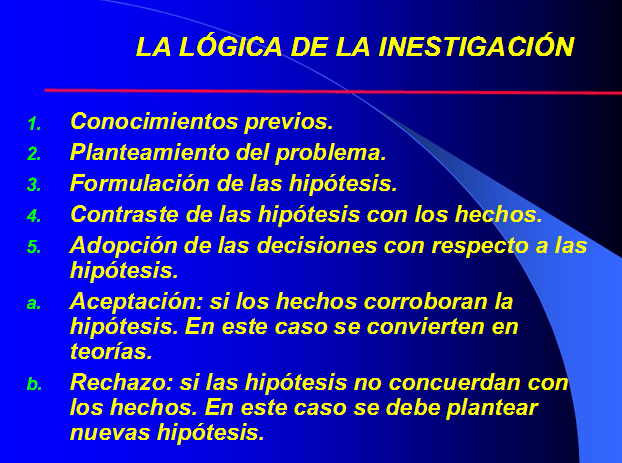 LA LÓGICA DE LA INESTIGACIÓN
1. Conocimientos previos.
2. Planteamiento del problema.
3. Formulación de las hipótesis.
4. Contraste de las hipótesis con los hechos.
5. Adopción de las decisiones con respecto a las
hipótesis.
a. Aceptación: si los hechos corroboran la
hipótesis. En este caso se convierten en
teorías.
b. Rechazo: si las hipótesis no concuerdan con
los hechos. En este caso se debe plantear
nuevas hipótesis.